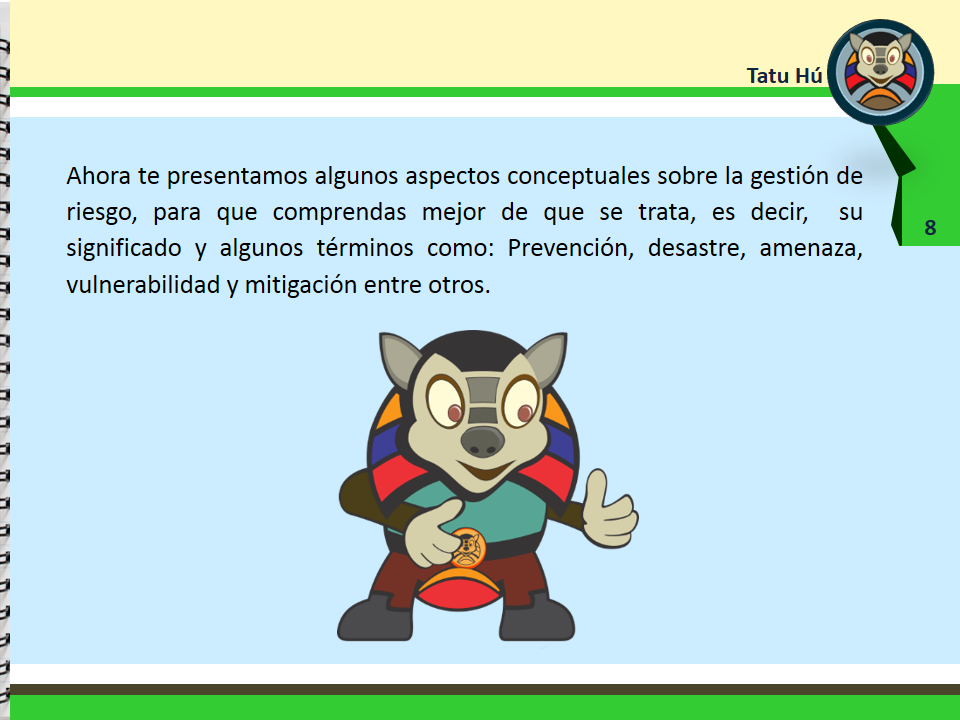 Tatu Hú
Ahora te presentamos algunos aspectos conceptuales sobre la gestión de
riesgo, para que comprendas mejor de que se trata, es decir, su
significado y algunos términos como: Prevención, desastre, amenaza,
vulnerabilidad y mitigación entre otros.
8